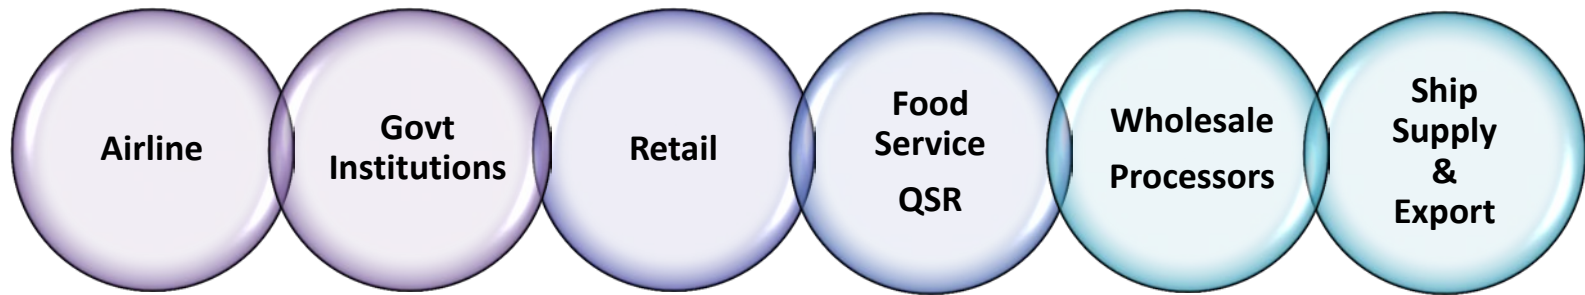 Airline
Govt
Institutions
Retail
Food
Service
QSR
Wholesale
Processors
Ship
Supply
&
Export